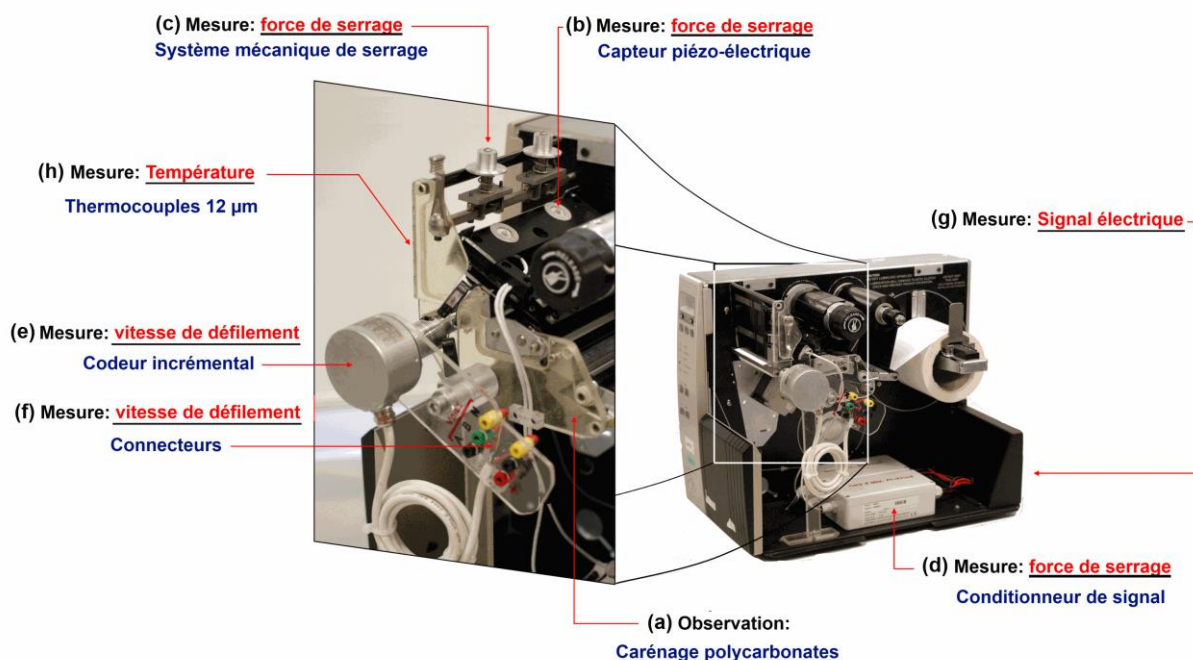 (c) Mesure: force de serrage
Système mécanique de serrage
(b) Mesure: force de serrage
Capteur piézo-électrique
(h) Mesure: Température
Thermocouples 12 µm
(g) Mesure: Signal électrique
(e) Mesure: vitesse de défilement
Codeur incrémental
(f) Mesure: vitesse de défilement
Connecteurs
(d) Mesure: force de serrage
Conditionneur de signal
(a) Observation:
Carénage polycarbonates